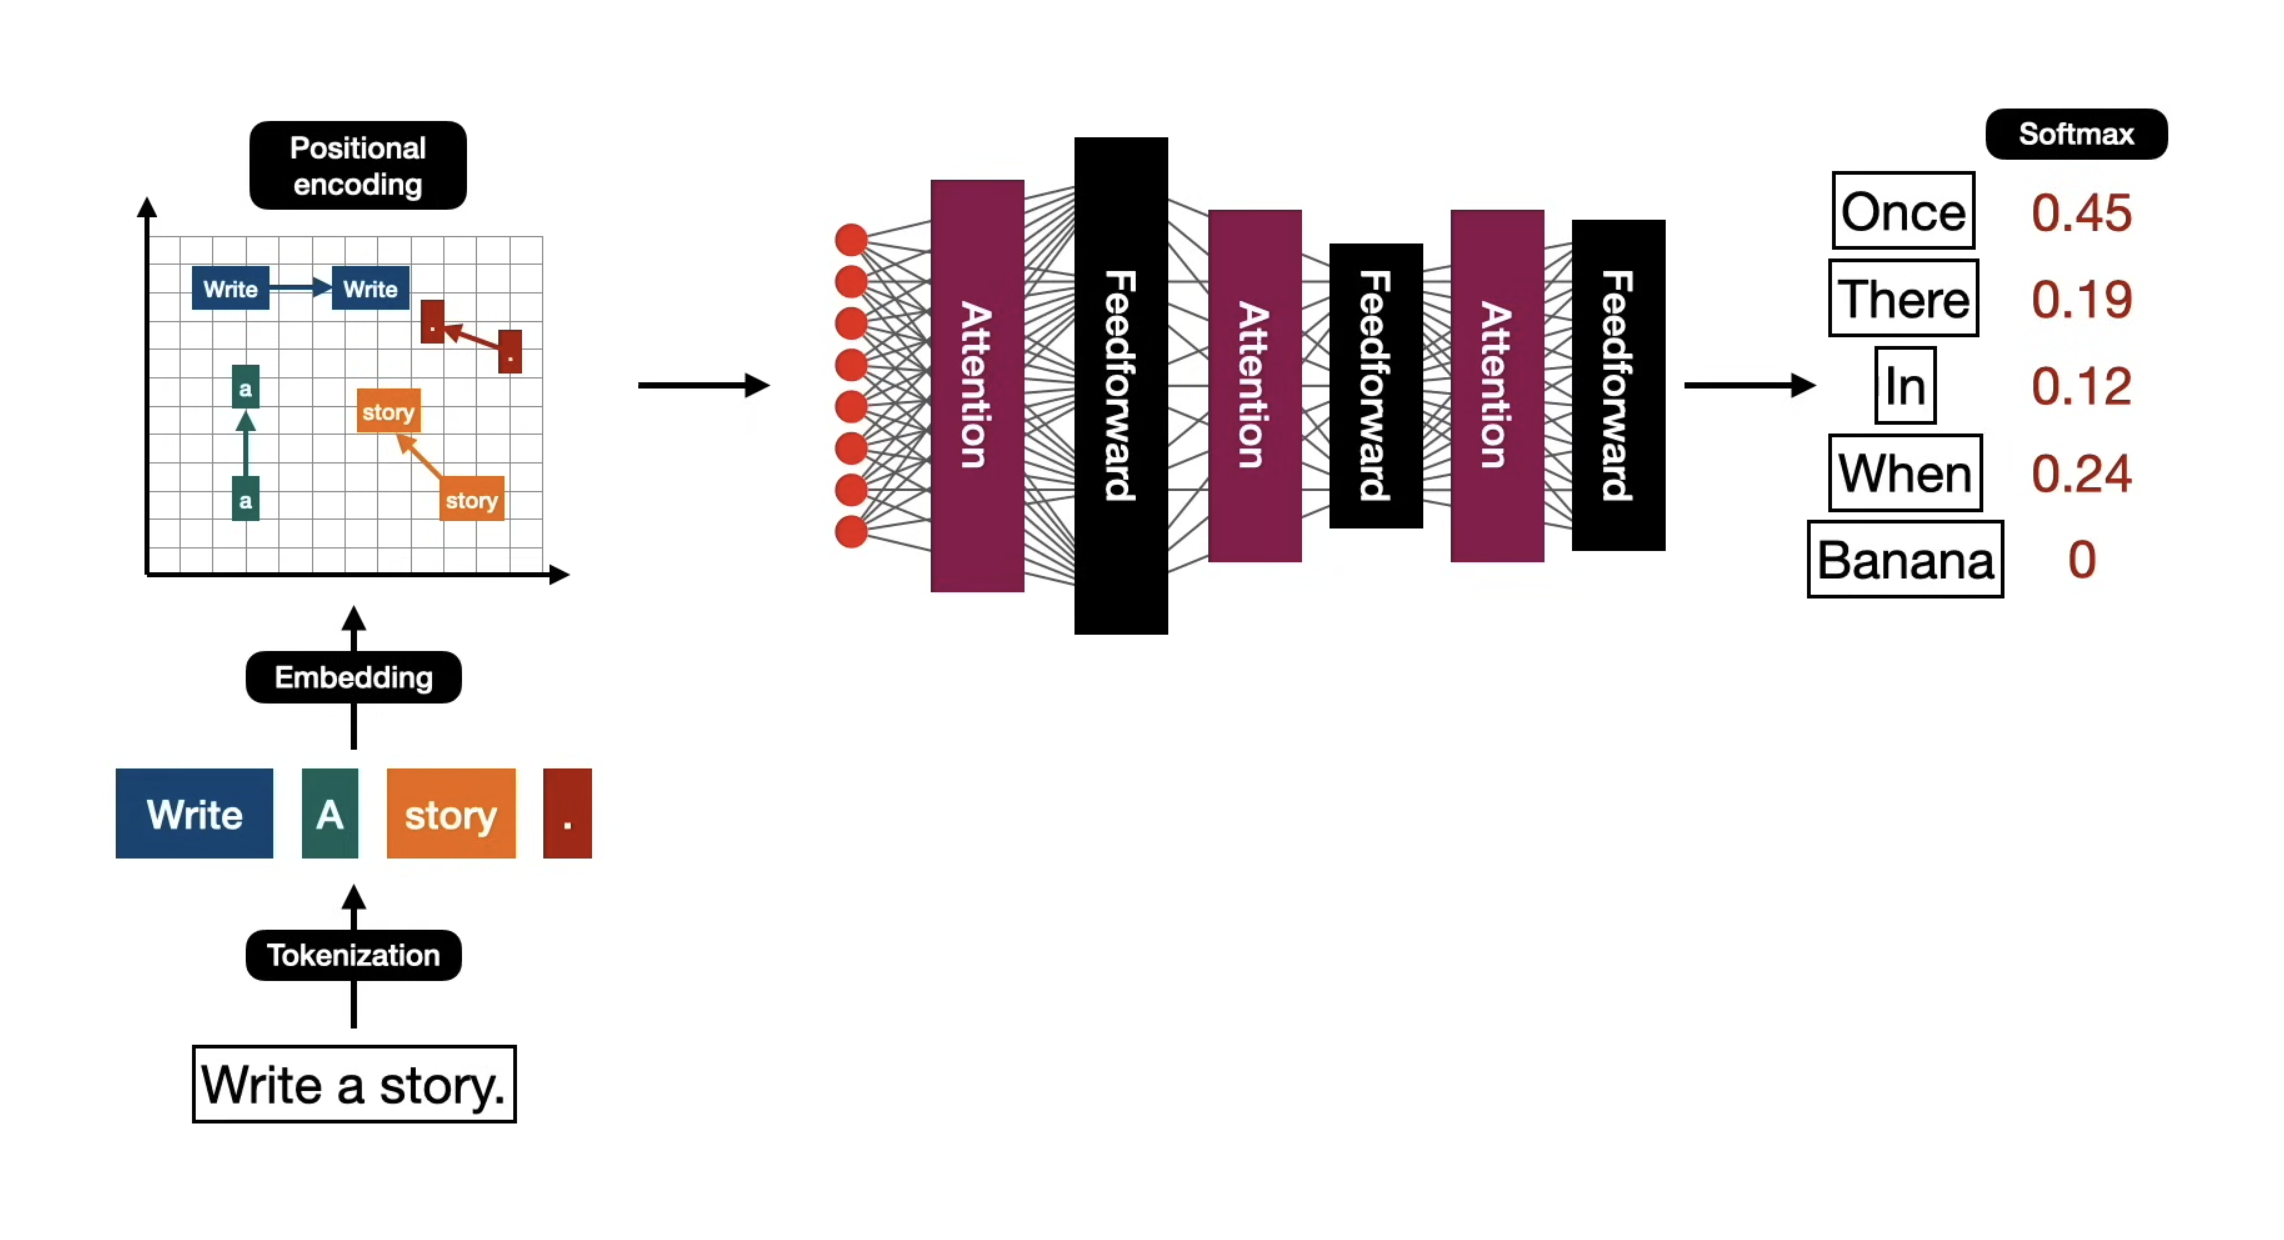 Positional
encoding
Write
Write
.
.
a
story
a
story
Embedding
Write
A
story
.
Tokenization
Write a story.
Attention
Feedforward
Attention
Feedforward
Attention
Feedforward
Softmax
Once 0.45
There 0.19
In 0.12
When 0.24
Banana 0